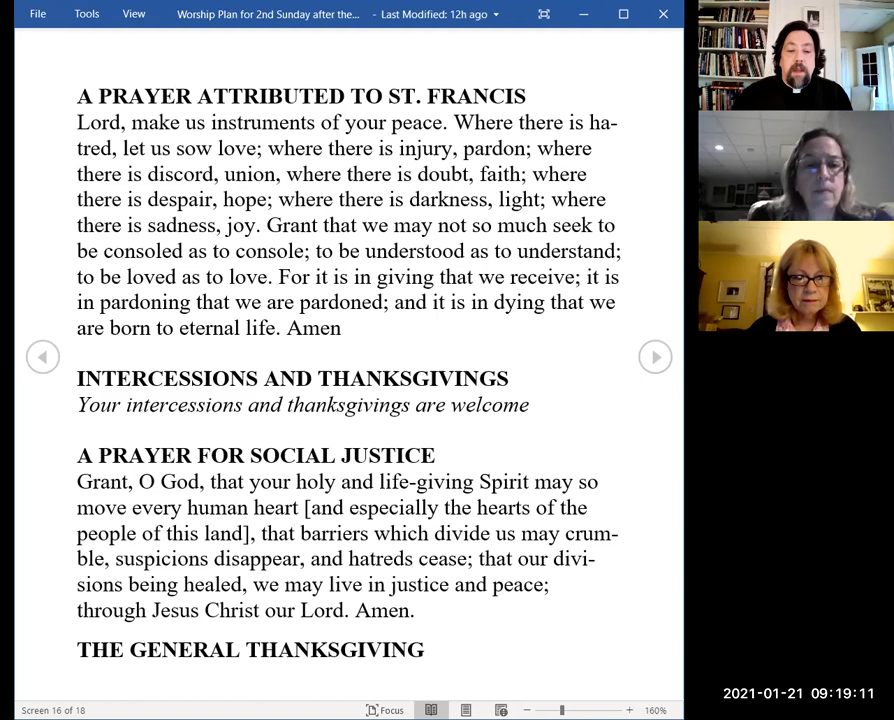 File Tools View Worship Plan for 2nd Sunday after the... - Last Modified: 12h ago
A PRAYER ATTRIBUTED TO ST. FRANCIS
Lord, make us instruments of your peace. Where there is ha-
tred, let us sow love; where there is injury, pardon; where
there is discord, union, where there is doubt, faith; where
there is despair, hope; where there is darkness, light; where
there is sadness, joy. Grant that we may not so much seek to
be consoled as to console; to be understood as to understand;
to be loved as to love. For it is in giving that we receive; it is
in pardoning that we are pardoned; and it is in dying that we
are born to eternal life. Amen
INTERCESSIONS AND THANKSGIVINGS
Your intercessions and thanksgivings are welcome
A PRAYER FOR SOCIAL JUSTICE
Grant, O God, that your holy and life-giving Spirit may so
move every human heart [and especially the hearts of the
people of this land], that barriers which divide us may crum-
ble, suspicions disappear, and hatreds cease; that our divi-
sions being healed, we may live in justice and peace;
through Jesus Christ our Lord. Amen.
THE GENERAL THANKSGIVING
Screen 16 of 18 Focus 160%
2021-01-21 09:19:11